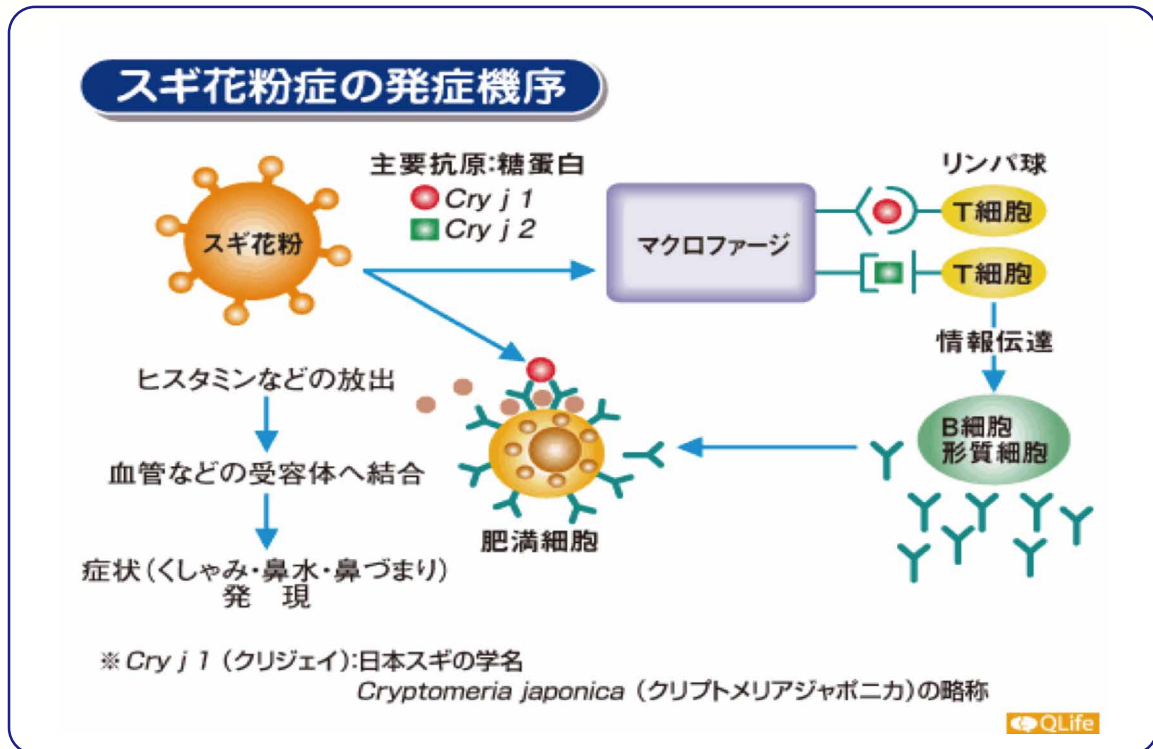 スギ花粉症の発症機序
主要抗原:糖蛋白
Cry j 1
Cry j 2
スギ花粉
マクロファージ
リンパ球
T細胞
T細胞
情報伝達
B細胞
形質細胞
肥満細胞
ヒスタミンなどの放出
血管などの受容体へ結合
症状(くしゃみ・鼻水・鼻づまり)
発 現
※Cry j 1 (クリジェイ):日本スギの学名
Cryptomeria japonica (クリプトメリアジャポニカ)の略称
QLife